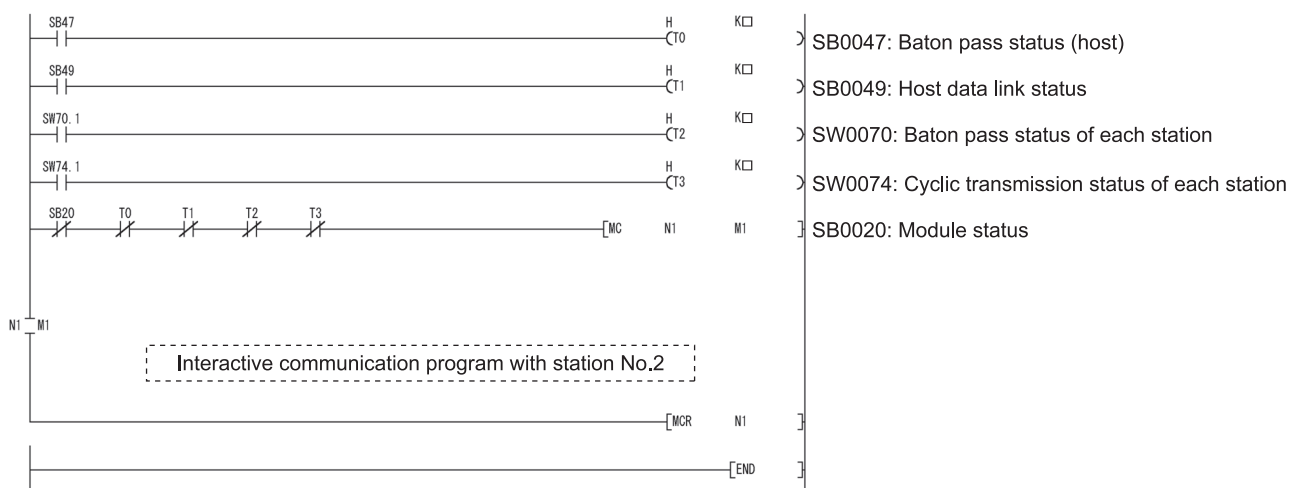 SB47 H K□
(T0 ) SB0047: Baton pass status (host)
SB49 H K□
(T1 ) SB0049: Host data link status
SW70.1 H K□
(T2 ) SW0070: Baton pass status of each station
SW74.1 H K□
(T3 ) SW0074: Cyclic transmission status of each station
SB20 T0 T1 T2 T3 [MC N1 M1 ] SB0020: Module status
N1 M1
Interactive communication program with station No.2
[MCR N1 ]
[END ]